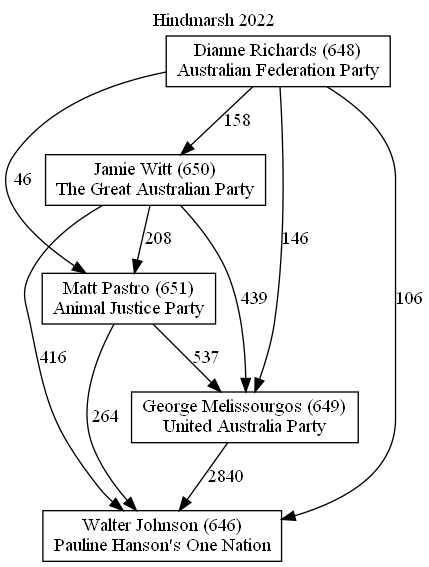 Hindmarsh 2022
Dianne Richards (648)
Australian Federation Party
158
Jamie Witt (650)
The Great Australian Party
46
208
146
Matt Pastro (651)
Animal Justice Party
439
106
416
537
264
George Melissourgos (649)
United Australia Party
2840
Walter Johnson (646)
Pauline Hanson's One Nation